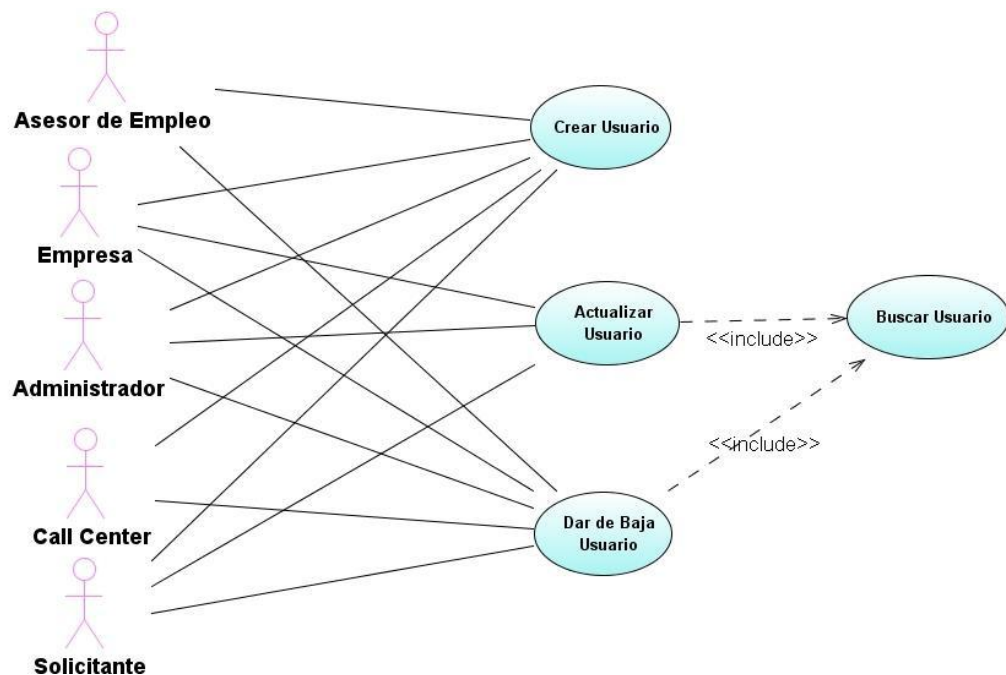 Asesor de Empleo
Empresa
Administrador
Call Center
Solicitante
Crear Usuario
Actualizar
Usuario
Dar de Baja
Usuario
<<include>>
<<include>>
Buscar Usuario